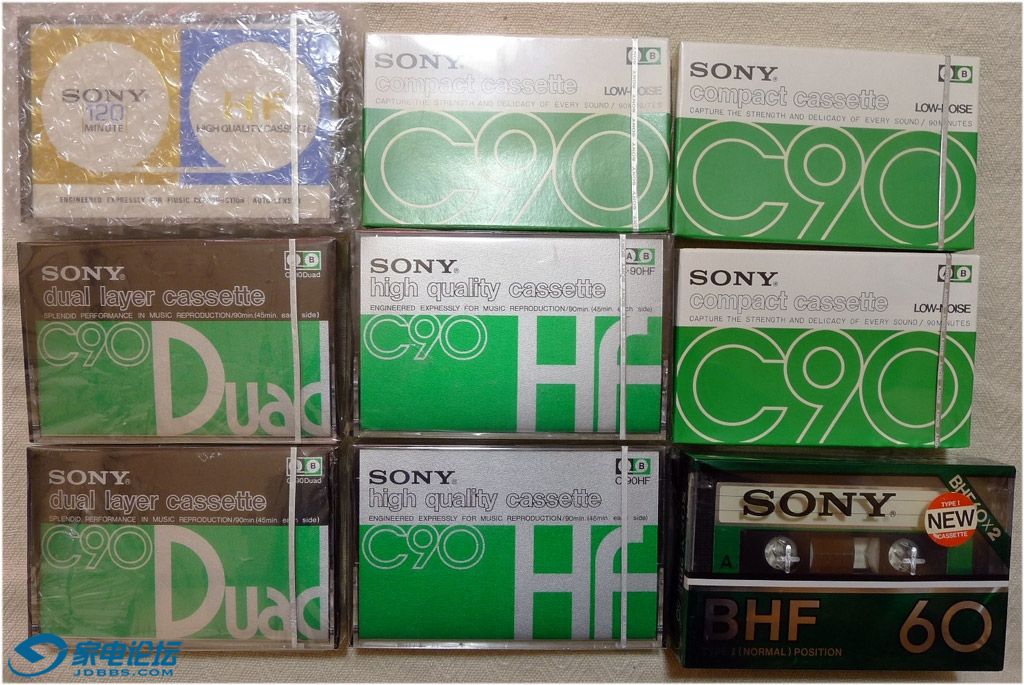 SONY
120
MINUTE
HF
HIGH QUALITY CASSETTE
ENGINEERED EXPRESSLY FOR MUSIC REPRODUCTION
SONY
A B
compact cassette
LOW-NOISE
CAPTURE THE STRENGTH AND DELICACY OF EVERY SOUND / 90 MINUTES
C90
SONY
A B
compact cassette
LOW-NOISE
CAPTURE THE STRENGTH AND DELICACY OF EVERY SOUND / 90 MINUTES
C90
SONY
A B
C-90Duad
dual layer cassette
SPLENDID PERFORMANCE IN MUSIC REPRODUCTION/90min.(45min. each side)
C90
Duad
SONY
A B
C-90HF
high quality cassette
ENGINEERED EXPRESSLY FOR MUSIC REPRODUCTION/90min.(45min. each side)
C90
Hf
SONY
A B
compact cassette
LOW-NOISE
CAPTURE THE STRENGTH AND DELICACY OF EVERY SOUND / 90 MINUTES
C90
SONY
A B
C-90Duad
dual layer cassette
SPLENDID PERFORMANCE IN MUSIC REPRODUCTION/90min.(45min. each side)
C90
Duad
SONY
A B
C-90HF
high quality cassette
ENGINEERED EXPRESSLY FOR MUSIC REPRODUCTION/90min.(45min. each side)
C90
Hf
SONY
TYPE I
NEW
CASSETTE
A
BHF 60
TYPE I (NORMAL) POSITION
家电论坛
JDBBS.COM